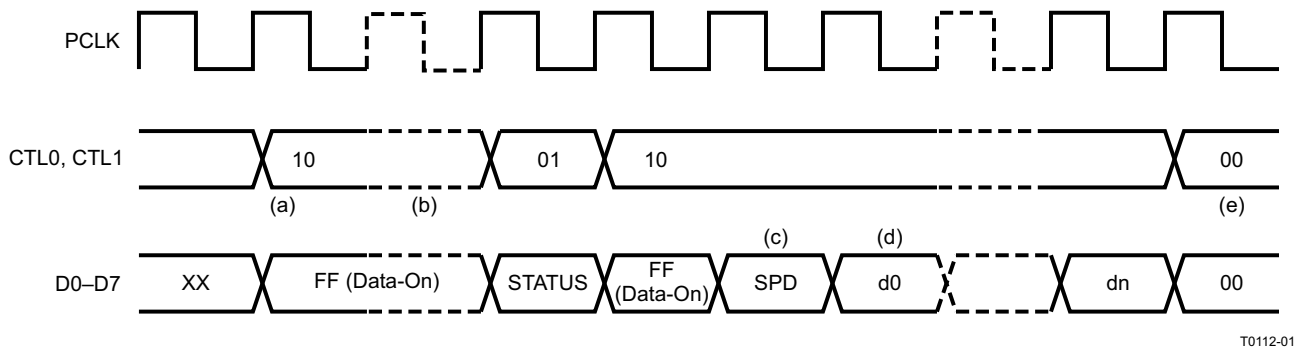 PCLK
CTL0, CTL1
10
01
10
00
(a)
(b)
(e)
(c)
(d)
D0–D7
XX
FF (Data-On)
STATUS
FF
(Data-On)
SPD
d0
dn
00
T0112-01